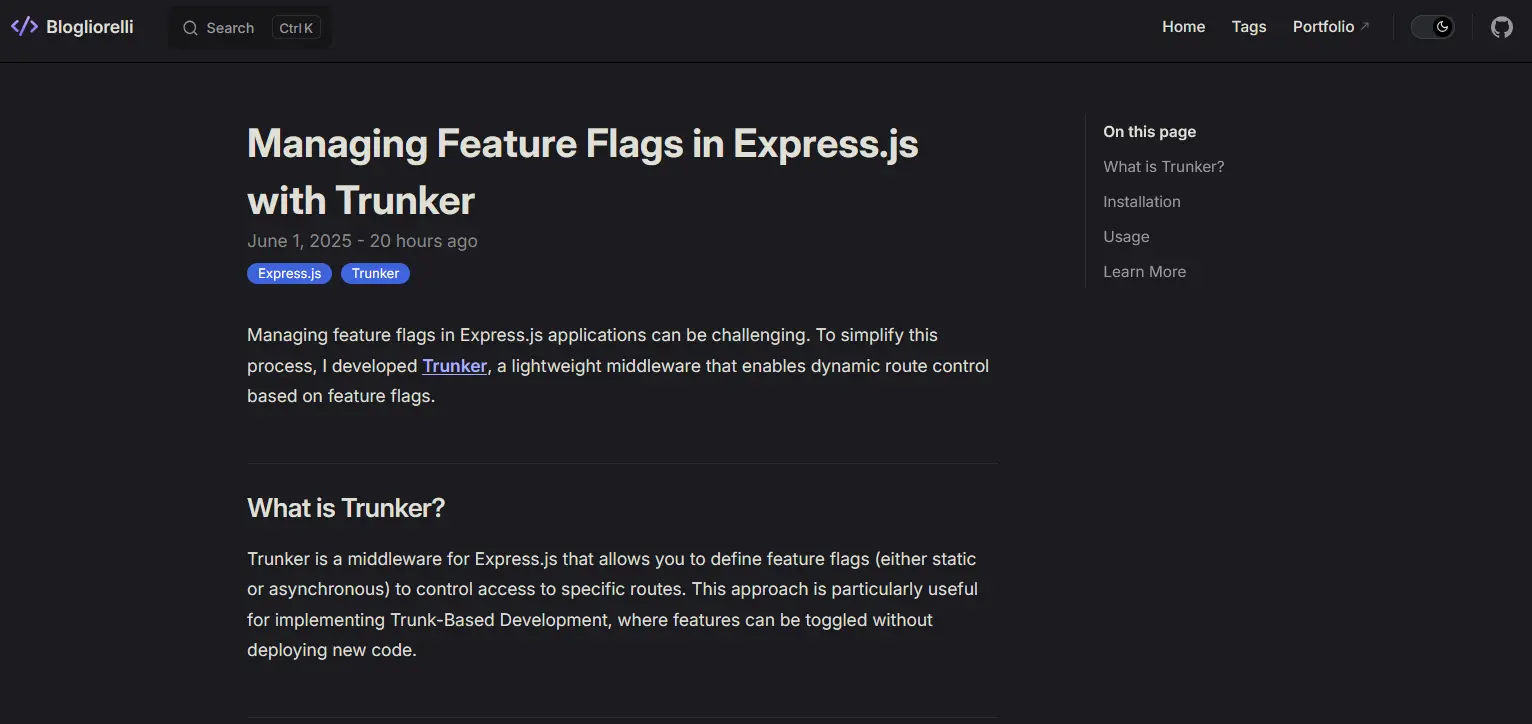 </> Blogliorelli
Search Ctrl K
Home Tags Portfolio ↗
Managing Feature Flags in Express.js
with Trunker
June 1, 2025 - 20 hours ago
Express.js Trunker
Managing feature flags in Express.js applications can be challenging. To simplify this
process, I developed Trunker, a lightweight middleware that enables dynamic route control
based on feature flags.
What is Trunker?
Trunker is a middleware for Express.js that allows you to define feature flags (either static
or asynchronous) to control access to specific routes. This approach is particularly useful
for implementing Trunk-Based Development, where features can be toggled without
deploying new code.
On this page
What is Trunker?
Installation
Usage
Learn More